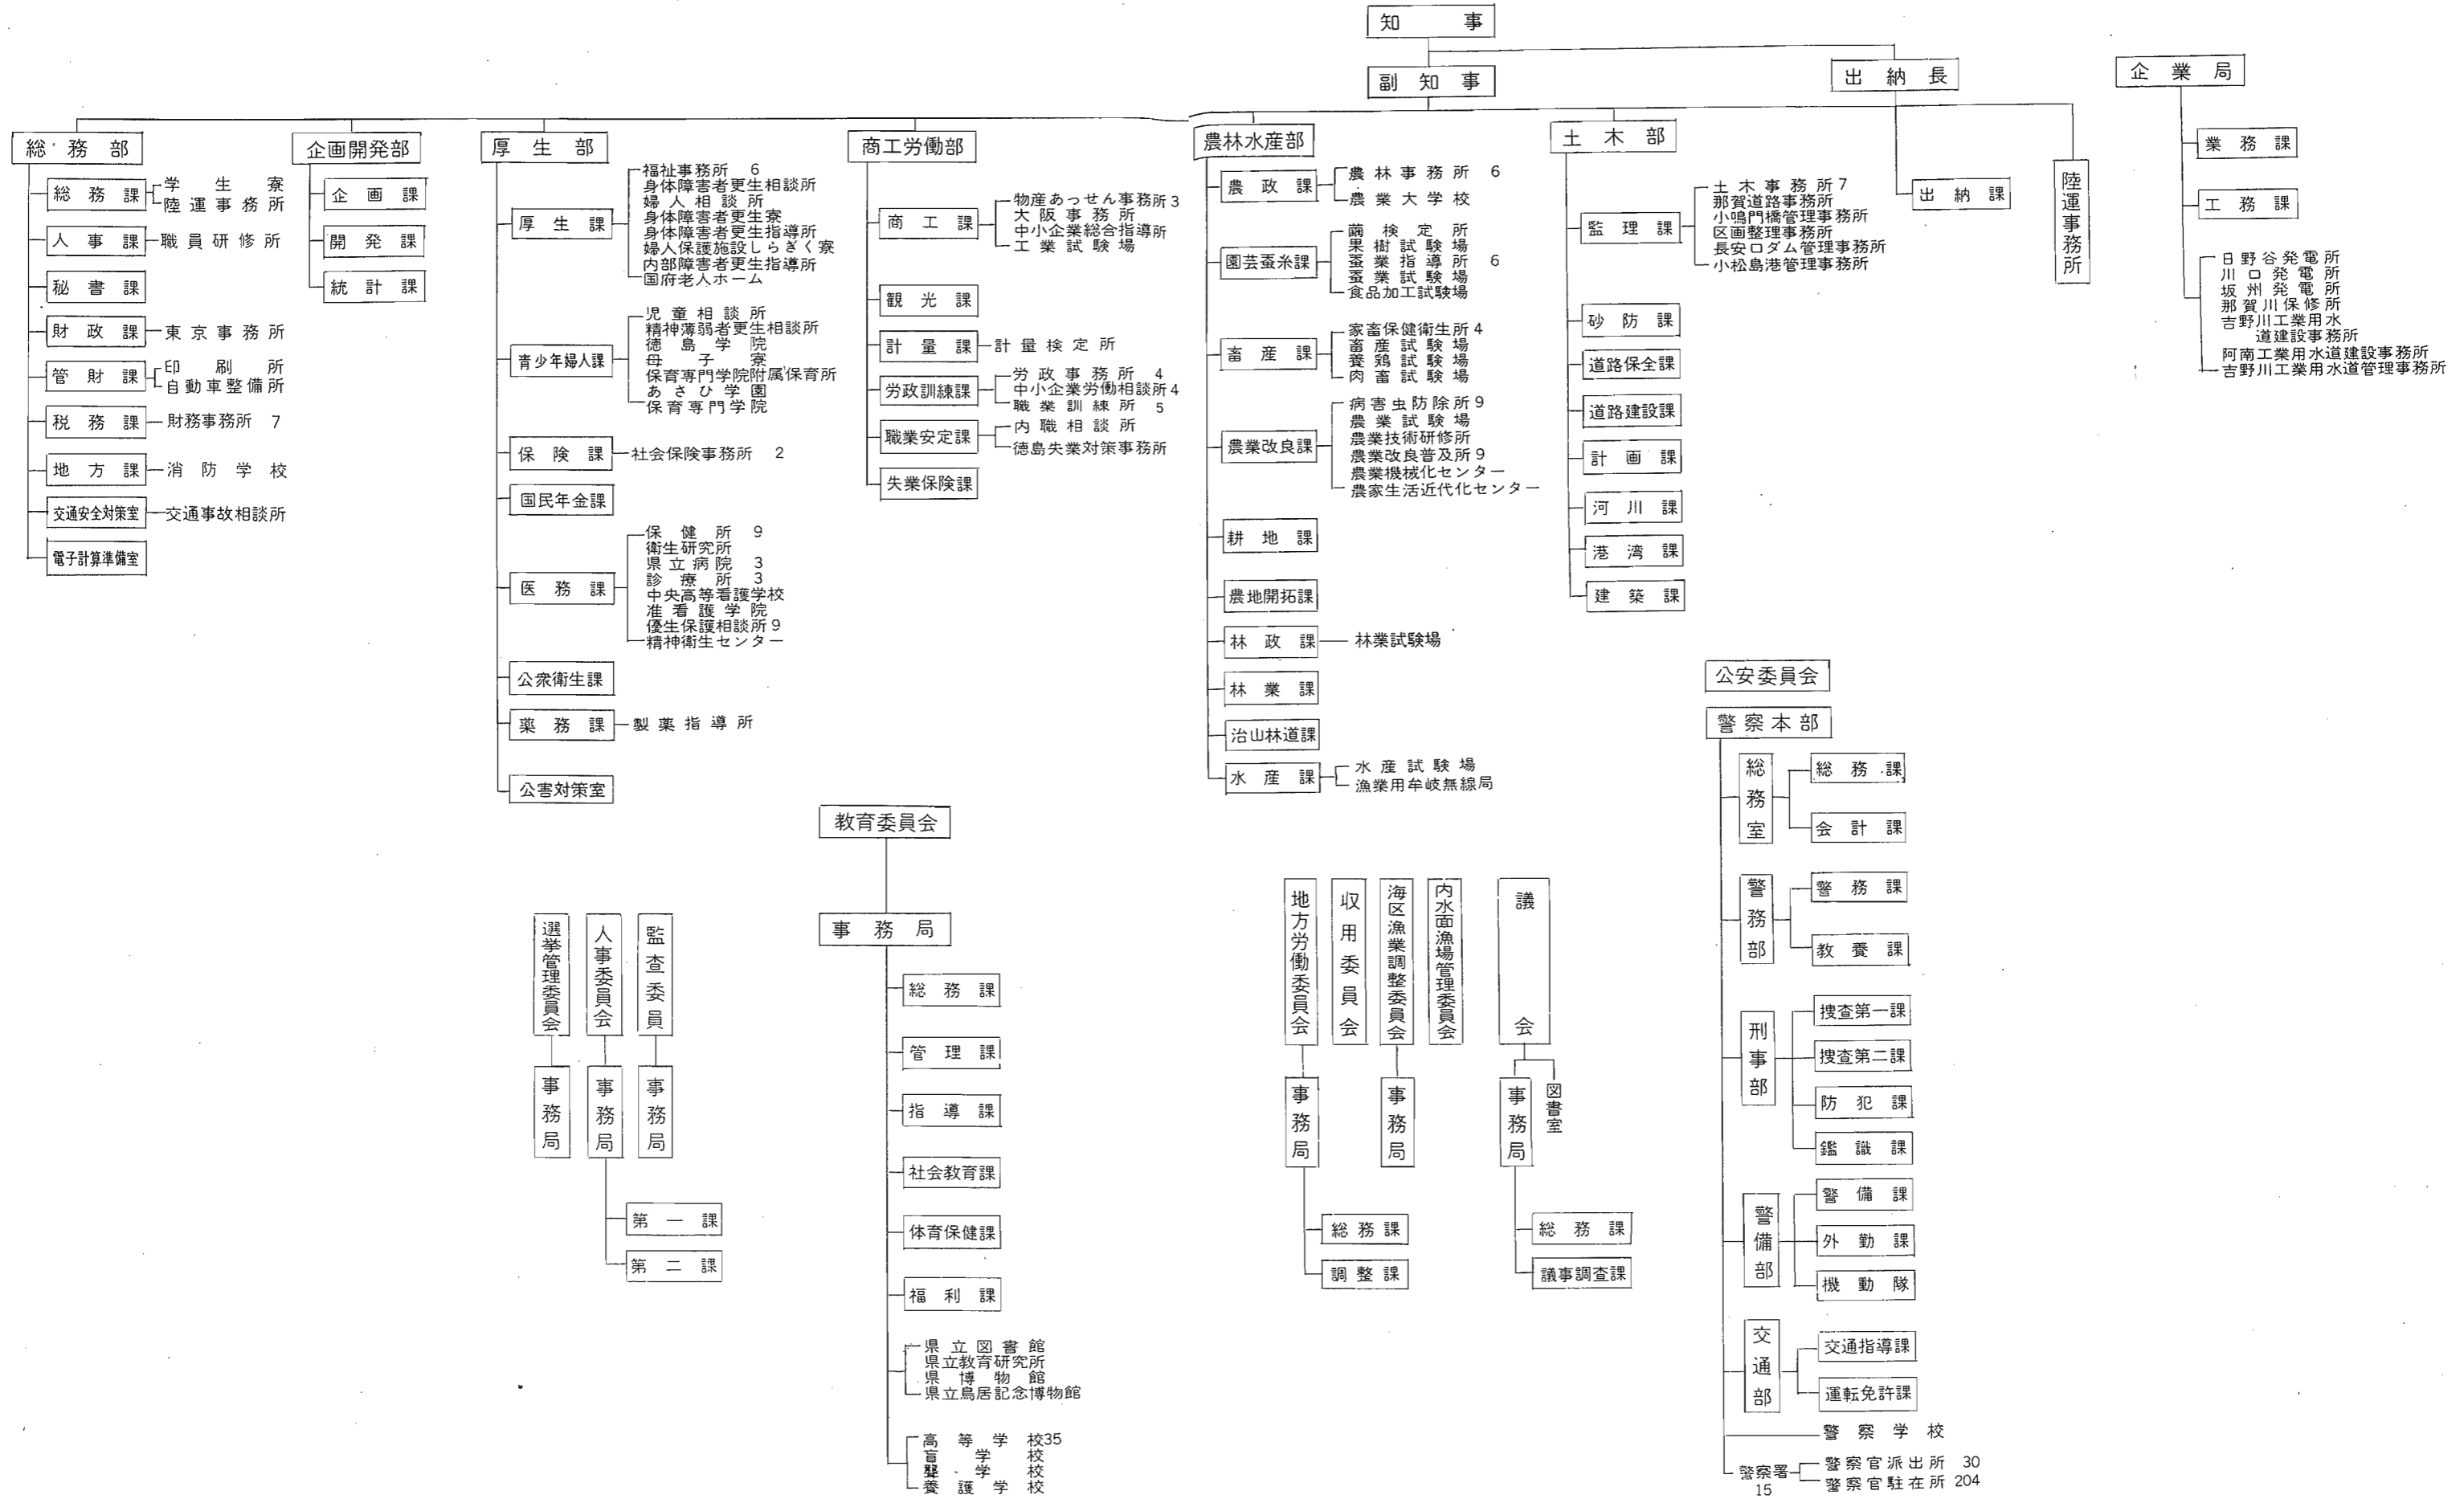 知事
副知事
出納長
企業局
総務部
総務課
学生寮
陸運事務所
人事課
職員研修所
秘書課
財政課
東京事務所
管財課
印刷所
自動車整備所
税務課
財務事務所 7
地方課
消防学校
交通安全対策室
交通事故相談所
電子計算準備室
企画開発部
企画課
開発課
統計課
厚生部
厚生課
福祉事務所 6
身体障害者更生相談所
婦人相談所
身体障害者更生寮
身体障害者更生指導所
婦人保護施設しらぎく寮
内部障害者更生指導所
国府老人ホーム
青少年婦人課
児童相談所
精神薄弱者更生相談所
徳島学院
母子寮
保育専門学院附属保育所
あさひ学園
保育専門学院
保険課
社会保険事務所 2
国民年金課
医務課
保健所 9
衛生研究所
県立病院 3
診療所 3
中央高等看護学校
准看護学院
優生保護相談所 9
精神衛生センター
公衆衛生課
薬務課
製薬指導所
公害対策室
商工労働部
商工課
物産あっせん事務所 3
大阪事務所
中小企業総合指導所
工業試験場
観光課
計量課
計量検定所
労政訓練課
労政事務所 4
中小企業労働相談所 4
職業訓練所 5
職業安定課
内職相談所
徳島失業対策事務所
失業保険課
農林水産部
農政課
農林事務所 6
農業大学校
園芸蚕糸課
繭検定所
果樹試験場
蚕業指導所 6
蚕業試験場
食品加工試験場
畜産課
家畜保健衛生所 4
畜産試験場
養鶏試験場
肉畜試験場
農業改良課
病害虫防除所 9
農業試験場
農業技術研修所
農業改良普及所 9
農業機械化センター
農家生活近代化センター
耕地課
農地開拓課
林政課
林業試験場
林業課
治山林道課
水産課
水産試験場
漁業用牟岐無線局
土木部
監理課
土木事務所 7
那賀道路事務所
小鳴門橋管理事務所
区画整理事務所
長安口ダム管理事務所
小松島港管理事務所
砂防課
道路保全課
道路建設課
計画課
河川課
港湾課
建築課
出納課
陸運事務所
業務課
工務課
日野谷発電所
川口発電所
坂州発電所
那賀川保修所
吉野川工業用水
道建設事務所
阿南工業用水道建設事務所
吉野川工業用水道管理事務所
選挙管理委員会
事務局
人事委員会
事務局
第一課
第二課
監査委員
事務局
教育委員会
事務局
総務課
管理課
指導課
社会教育課
体育保健課
福利課
県立図書館
県立教育研究所
県博物館
県立鳥居記念博物館
高等学校 35
盲学校
聾学校
養護学校
地方労働委員会
事務局
総務課
調整課
収用委員会
海区漁業調整委員会
事務局
内水面漁場管理委員会
議会
事務局
図書室
総務課
議事調査課
公安委員会
警察本部
総務室
総務課
会計課
警務部
警務課
教養課
刑事部
捜査第一課
捜査第二課
防犯課
鑑識課
警備部
警備課
外勤課
機動隊
交通部
交通指導課
運転免許課
警察学校
警察署
15
警察官派出所 30
警察官駐在所 204